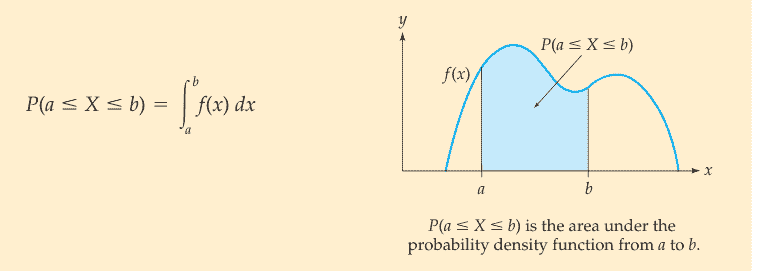 P(a ≤ X ≤ b) = ∫_a^b f(x) dx
y
P(a ≤ X ≤ b)
f(x)
x
a b
P(a ≤ X ≤ b) is the area under the
probability density function from a to b.